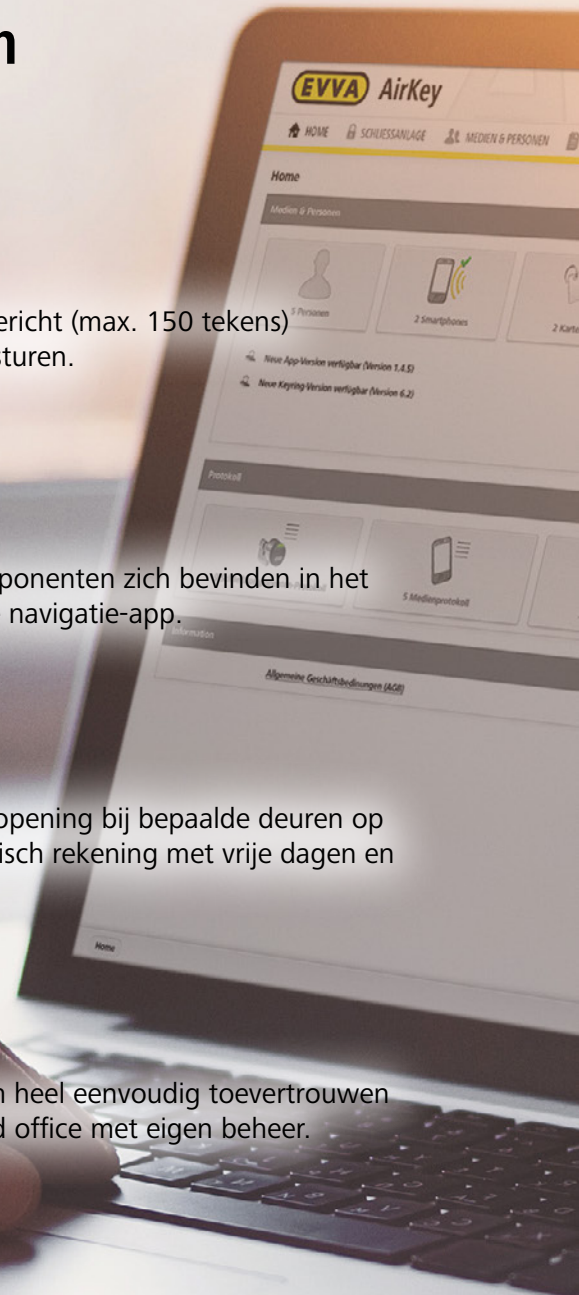 n
EVVA AirKey
HOME SCHLIESSANLAGE MEDIEN & PERSONEN
Home
Medien & Personen
5 Personen 2 Smartphones 2 Karte
ericht (max. 150 tekens)
sturen.
Neue App-Version verfügbar (Version 1.4.5)
Neue Keyring-Version verfügbar (Version 6.2)
Protokoll
ponenten zich bevinden in het
navigatie-app.
5 Medienprotokoll
Information
Allgemeine Geschäftsbedingungen (AGB)
opening bij bepaalde deuren op
isch rekening met vrije dagen en
Home
n heel eenvoudig toevertrouwen
d office met eigen beheer.